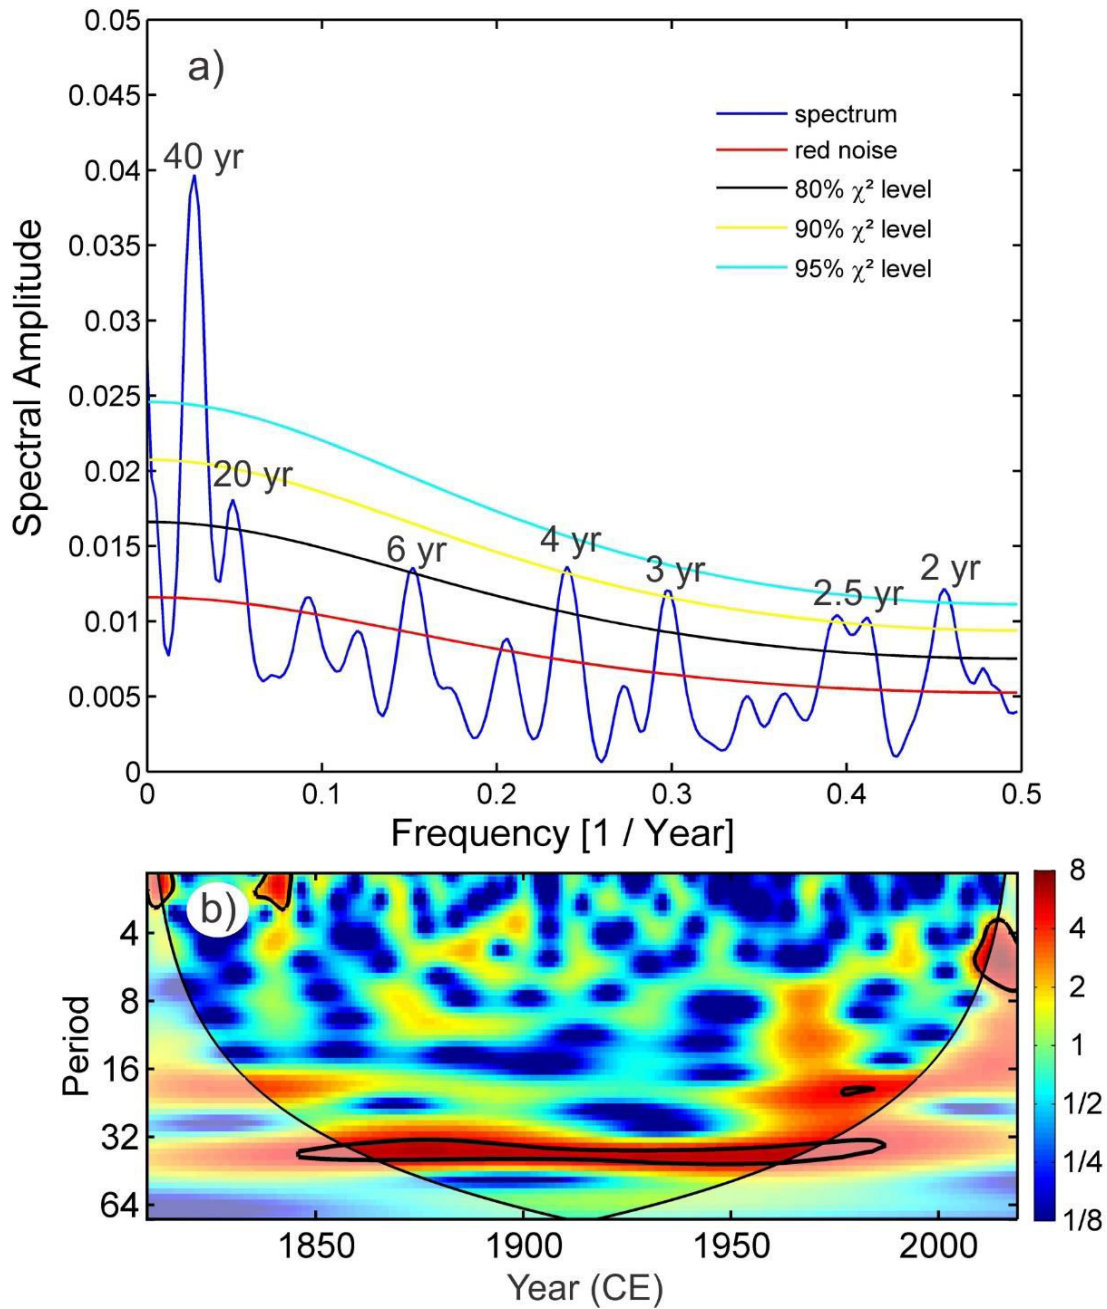 a)
0.05
0.045
0.04
0.035
0.03
0.025
0.02
0.015
0.01
0.005
0
Spectral Amplitude
40 yr
20 yr
6 yr
4 yr
3 yr
2.5 yr
2 yr
spectrum
red noise
80% χ² level
90% χ² level
95% χ² level
0 0.1 0.2 0.3 0.4 0.5
Frequency [1 / Year]
b)
Period
4
8
16
32
64
1850 1900 1950 2000
Year (CE)
8
4
2
1
1/2
1/4
1/8